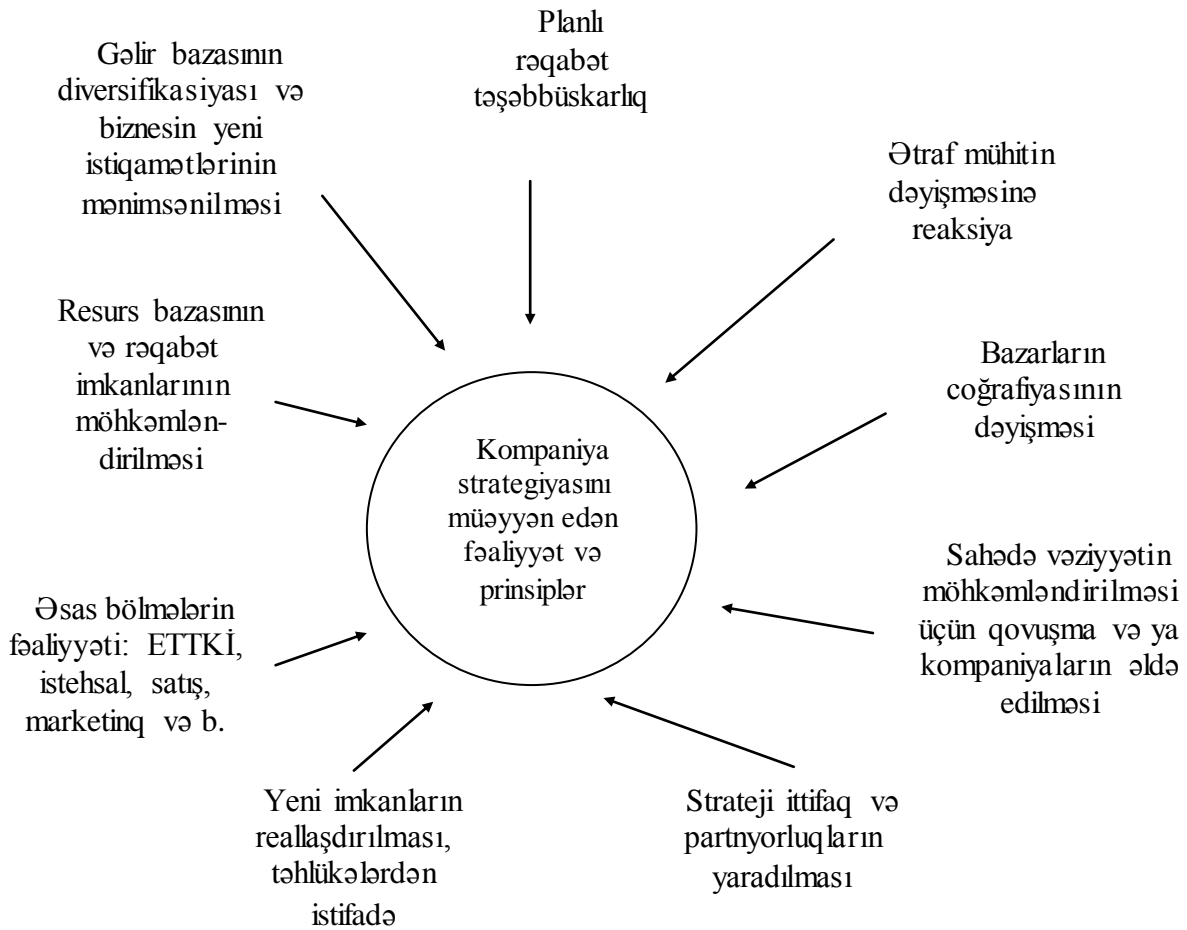 Planlı
rəqabət
təşəbbüskarlıq
Gəlir bazasının
diversifikasiyası və
biznesin yeni
istiqamətlərinin
mənimsənilməsi
Ətraf mühitin
dəyişməsinə
reaksiya
Resurs bazasının
və rəqabət
imkanlarının
möhkəmlən-
dirilməsi
Bazarların
coğrafiyasının
dəyişməsi
Kompaniya
strategiyasını
müəyyən edən
fəaliyyət və
prinsiplər
Sahədə vəziyyətin
möhkəmləndirilməsi
üçün qovuşma və ya
kompaniyaların əldə
edilməsi
Əsas bölmələrin
fəaliyyəti: ETTKİ,
istehsal, satış,
marketinq və b.
Yeni imkanların
reallaşdırılması,
təhlükələrdən
istifadə
Strateji ittifaq və
partnyorluqların
yaradılması